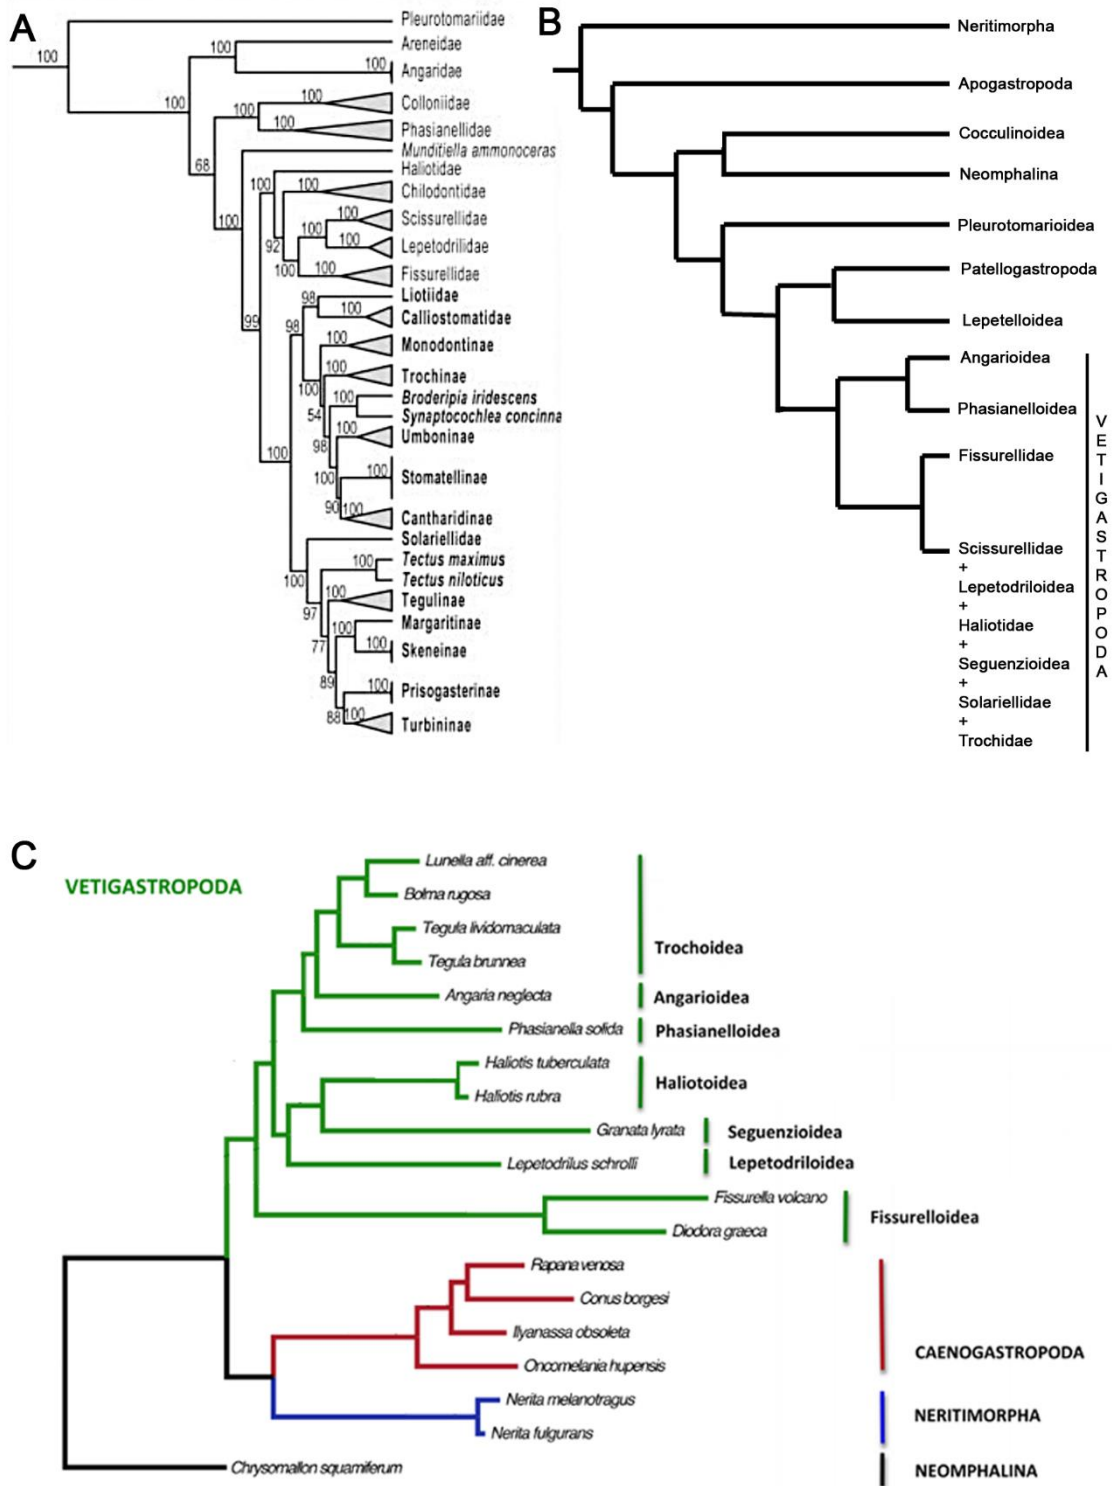 A
100
Pleurotomariidae
100
Areneidae
100
Angaridae
100
100
Colloniidae
100
100
Phasianellidae
Munditiella ammonoceras
68
Haliotidae
100
100
Chilodontidae
100
100
Scissurellidae
100
92
100
Lepetodrilidae
100
100
Fissurellidae
98
Liotiidae
99
98
100
Calliostomatidae
100
Monodontinae
100
100
Trochinae
100
Broderipia iridescens
54
Synaptocochlea concinna
98
100
Umboninae
100
100
100
Stomatellinae
90
100
Cantharidinae
Solariellidae
100
100
Tectus maximus
Tectus niloticus
97
100
Tegulinae
100
Margaritinae
77
100
Skeneinae
89
100
Prisogasterinae
88
100
Turbininae
B
Neritimorpha
Apogastropoda
Cocculinoidea
Neomphalina
Pleurotomarioidea
Patellogastropoda
Lepetelloidea
Angarioidea
Phasianelloidea
Fissurellidae
Scissurellidae
+
Lepetodriloidea
+
Haliotidae
+
Seguenzioidea
+
Solariellidae
+
Trochidae
VETIGASTROPODA
C
VETIGASTROPODA
Lunella aff. cinerea
Bolma rugosa
Tegula lividomaculata
Tegula brunnea
Trochoidea
Angaria neglecta
Angarioidea
Phasianella solida
Phasianelloidea
Haliotis tuberculata
Haliotis rubra
Haliotoidea
Granata lyrata
Seguenzioidea
Lepetodrilus schrolli
Lepetodriloidea
Fissurella volcano
Diodora graeca
Fissurelloidea
Rapana venosa
Conus borgesi
Ilyanassa obsoleta
Oncomelania hupensis
CAENOGASTROPODA
Nerita melanotragus
Nerita fulgurans
NERITIMORPHA
Chrysomallon squamiferum
NEOMPHALINA